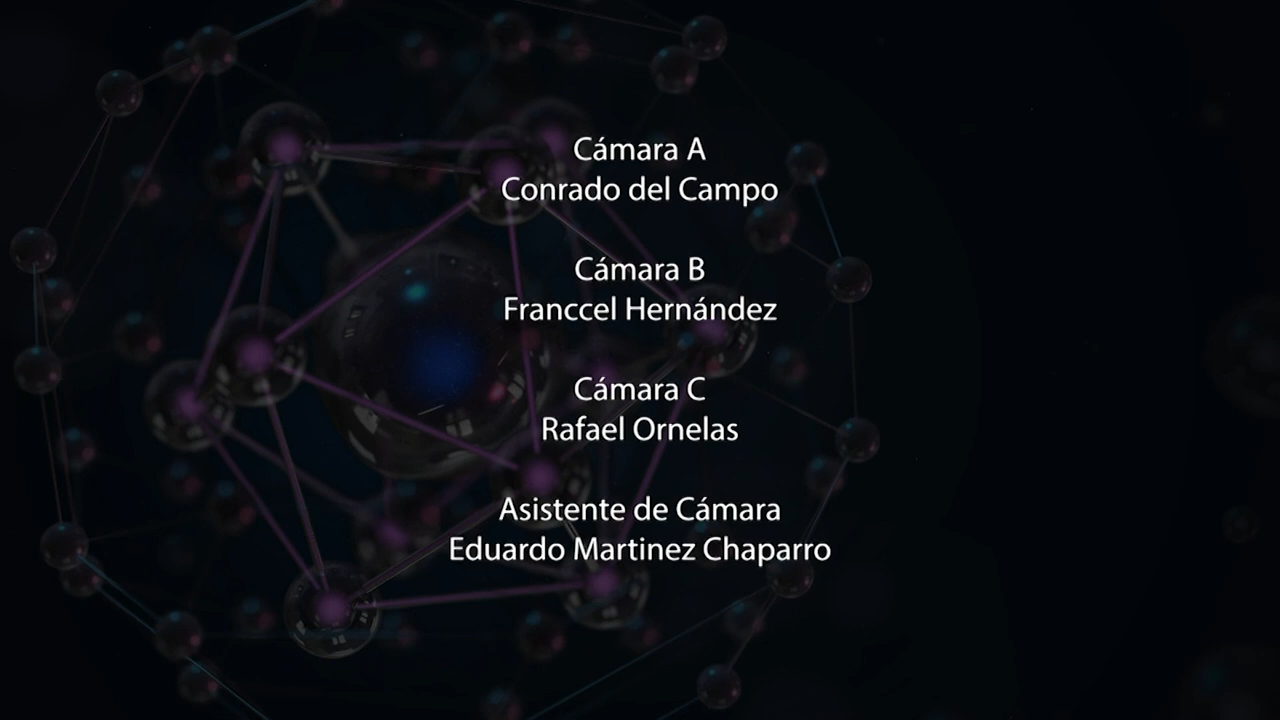 Cámara A
Conrado del Campo
Cámara B
Franccel Hernández
Cámara C
Rafael Ornelas
Asistente de Cámara
Eduardo Martinez Chaparro